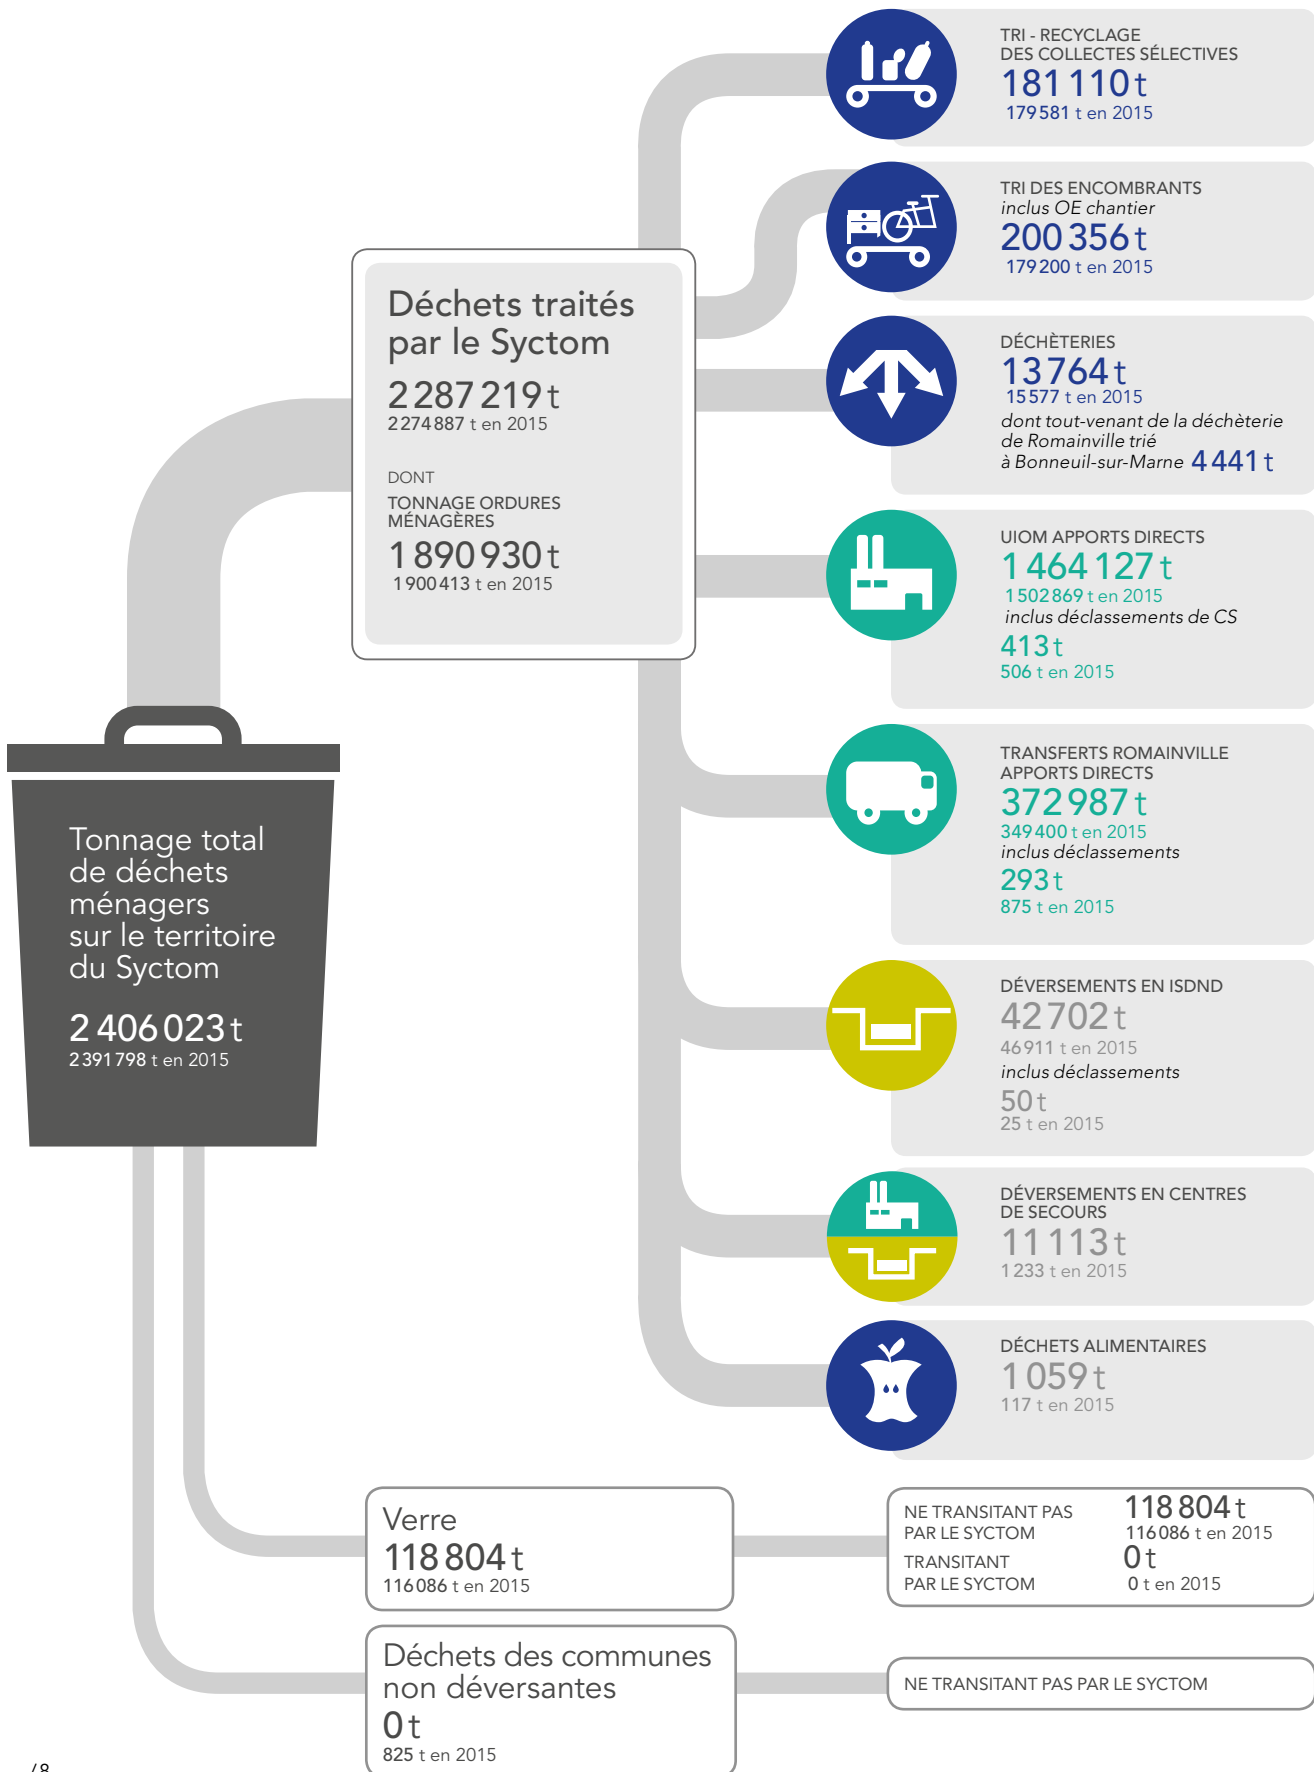 TRI - RECYCLAGE
DES COLLECTES SÉLECTIVES
181 110 t
179 581 t en 2015
TRI DES ENCOMBRANTS
inclus OE chantier
200 356 t
179 200 t en 2015
DÉCHÈTERIES
13 764 t
15 577 t en 2015
dont tout-venant de la déchèterie
de Romainville trié
à Bonneuil-sur-Marne 4 441 t
Déchets traités
par le Syctom
2 287 219 t
2 274 887 t en 2015
DONT
TONNAGE ORDURES
MÉNAGÈRES
1 890 930 t
1 900 413 t en 2015
UIOM APPORTS DIRECTS
1 464 127 t
1 502 869 t en 2015
inclus déclassements de CS
413 t
506 t en 2015
TRANSFERTS ROMAINVILLE
APPORTS DIRECTS
372 987 t
349 400 t en 2015
inclus déclassements
293 t
875 t en 2015
Tonnage total
de déchets
ménagers
sur le territoire
du Syctom
2 406 023 t
2 391 798 t en 2015
DÉVERSEMENTS EN ISDND
42 702 t
46 911 t en 2015
inclus déclassements
50 t
25 t en 2015
DÉVERSEMENTS EN CENTRES
DE SECOURS
11 113 t
1 233 t en 2015
DÉCHETS ALIMENTAIRES
1 059 t
117 t en 2015
Verre
118 804 t
116 086 t en 2015
NE TRANSITANT PAS
PAR LE SYCTOM
118 804 t
116 086 t en 2015
TRANSITANT
PAR LE SYCTOM
0 t
0 t en 2015
Déchets des communes
non déversantes
0 t
825 t en 2015
NE TRANSITANT PAS PAR LE SYCTOM